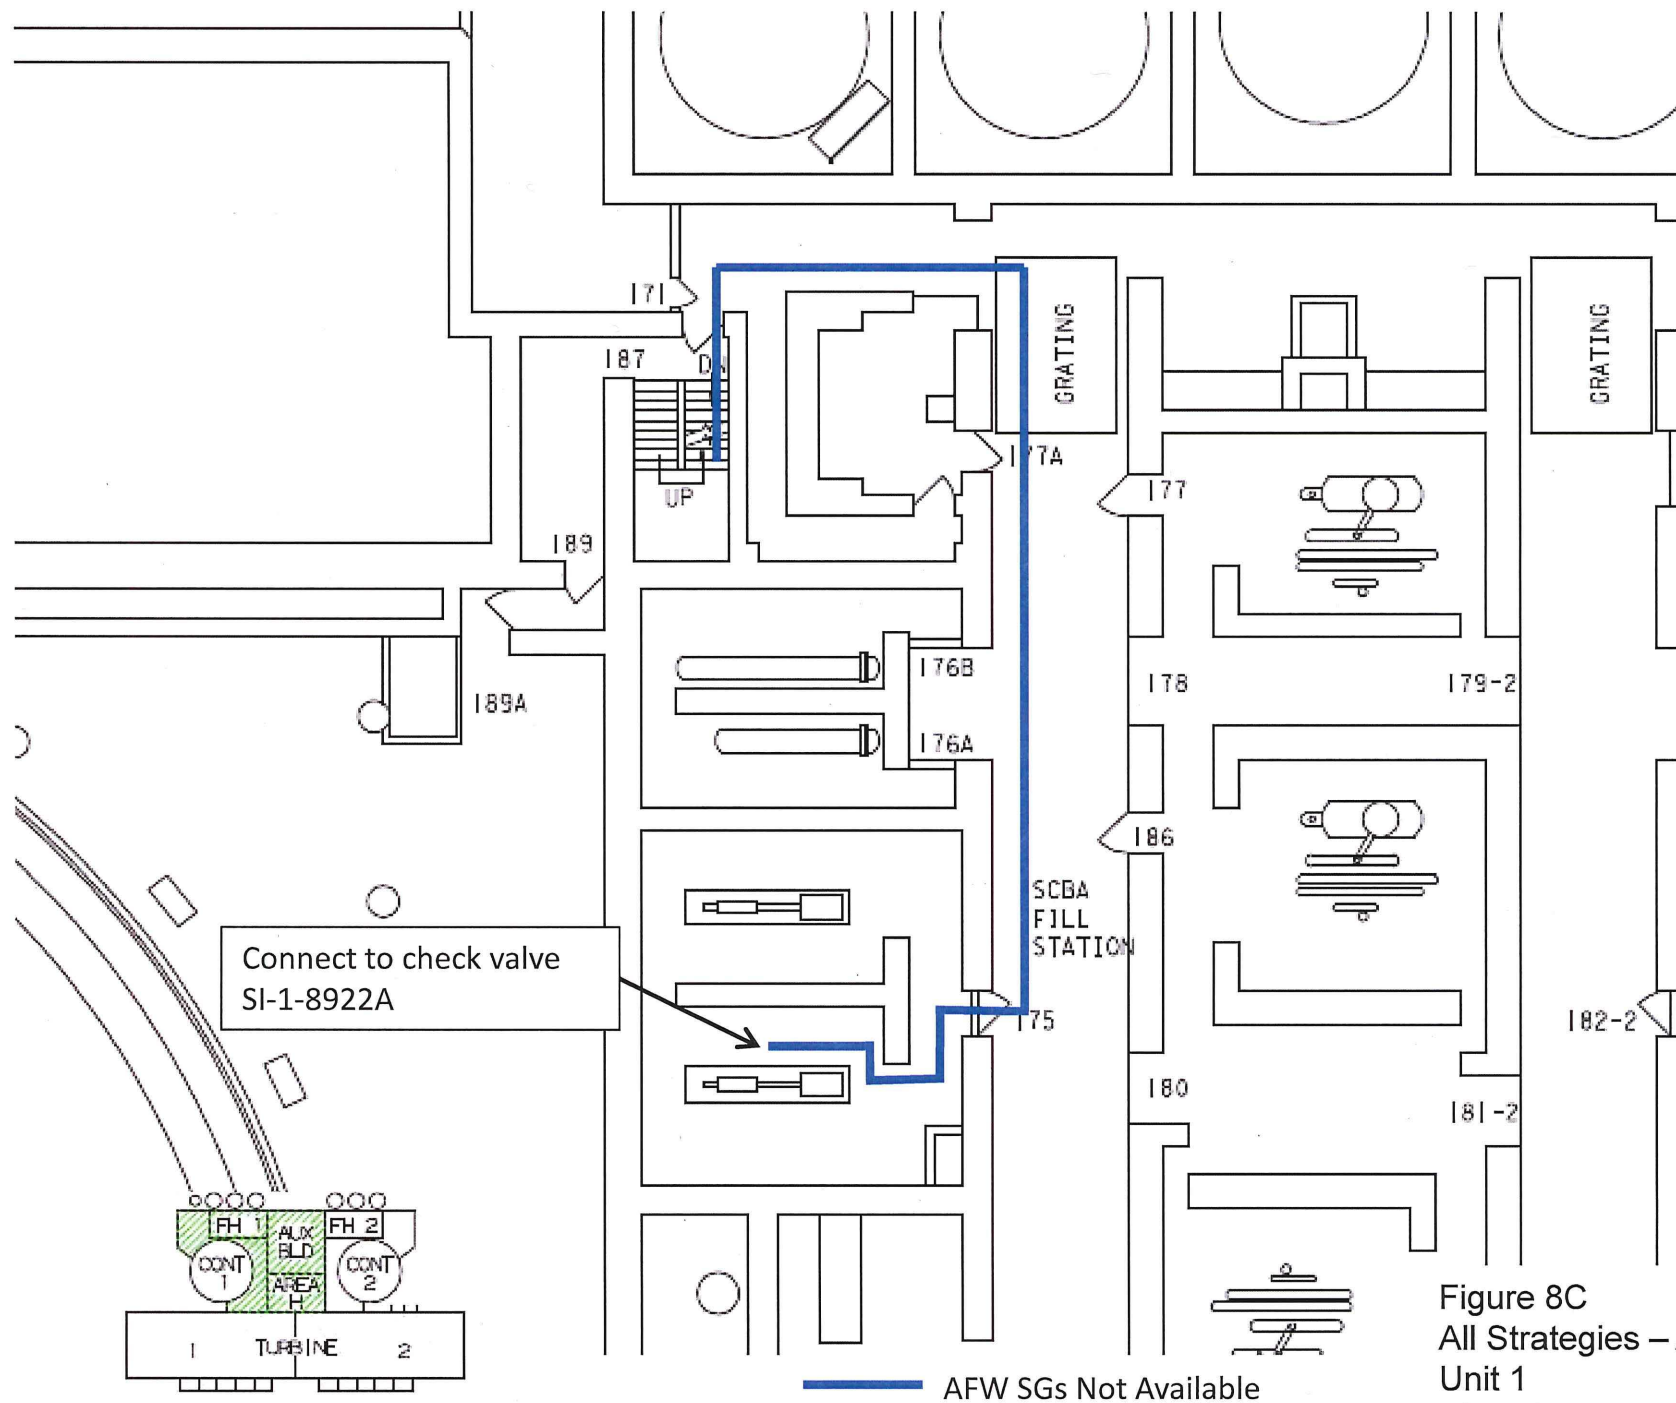 171
187
DN
GRATING
GRATING
177A
177
UP
189
176B
178
179-2
189A
176A
186
SCBA
FILL
STATION
Connect to check valve
SI-1-8922A
175
182-2
180
181-2
FH 1
AUX
BLD
FH 2
CONT
1
CONT
2
AREA
H
1
TURBINE
2
Figure 8C
All Strategies –
Unit 1
AFW SGs Not Available